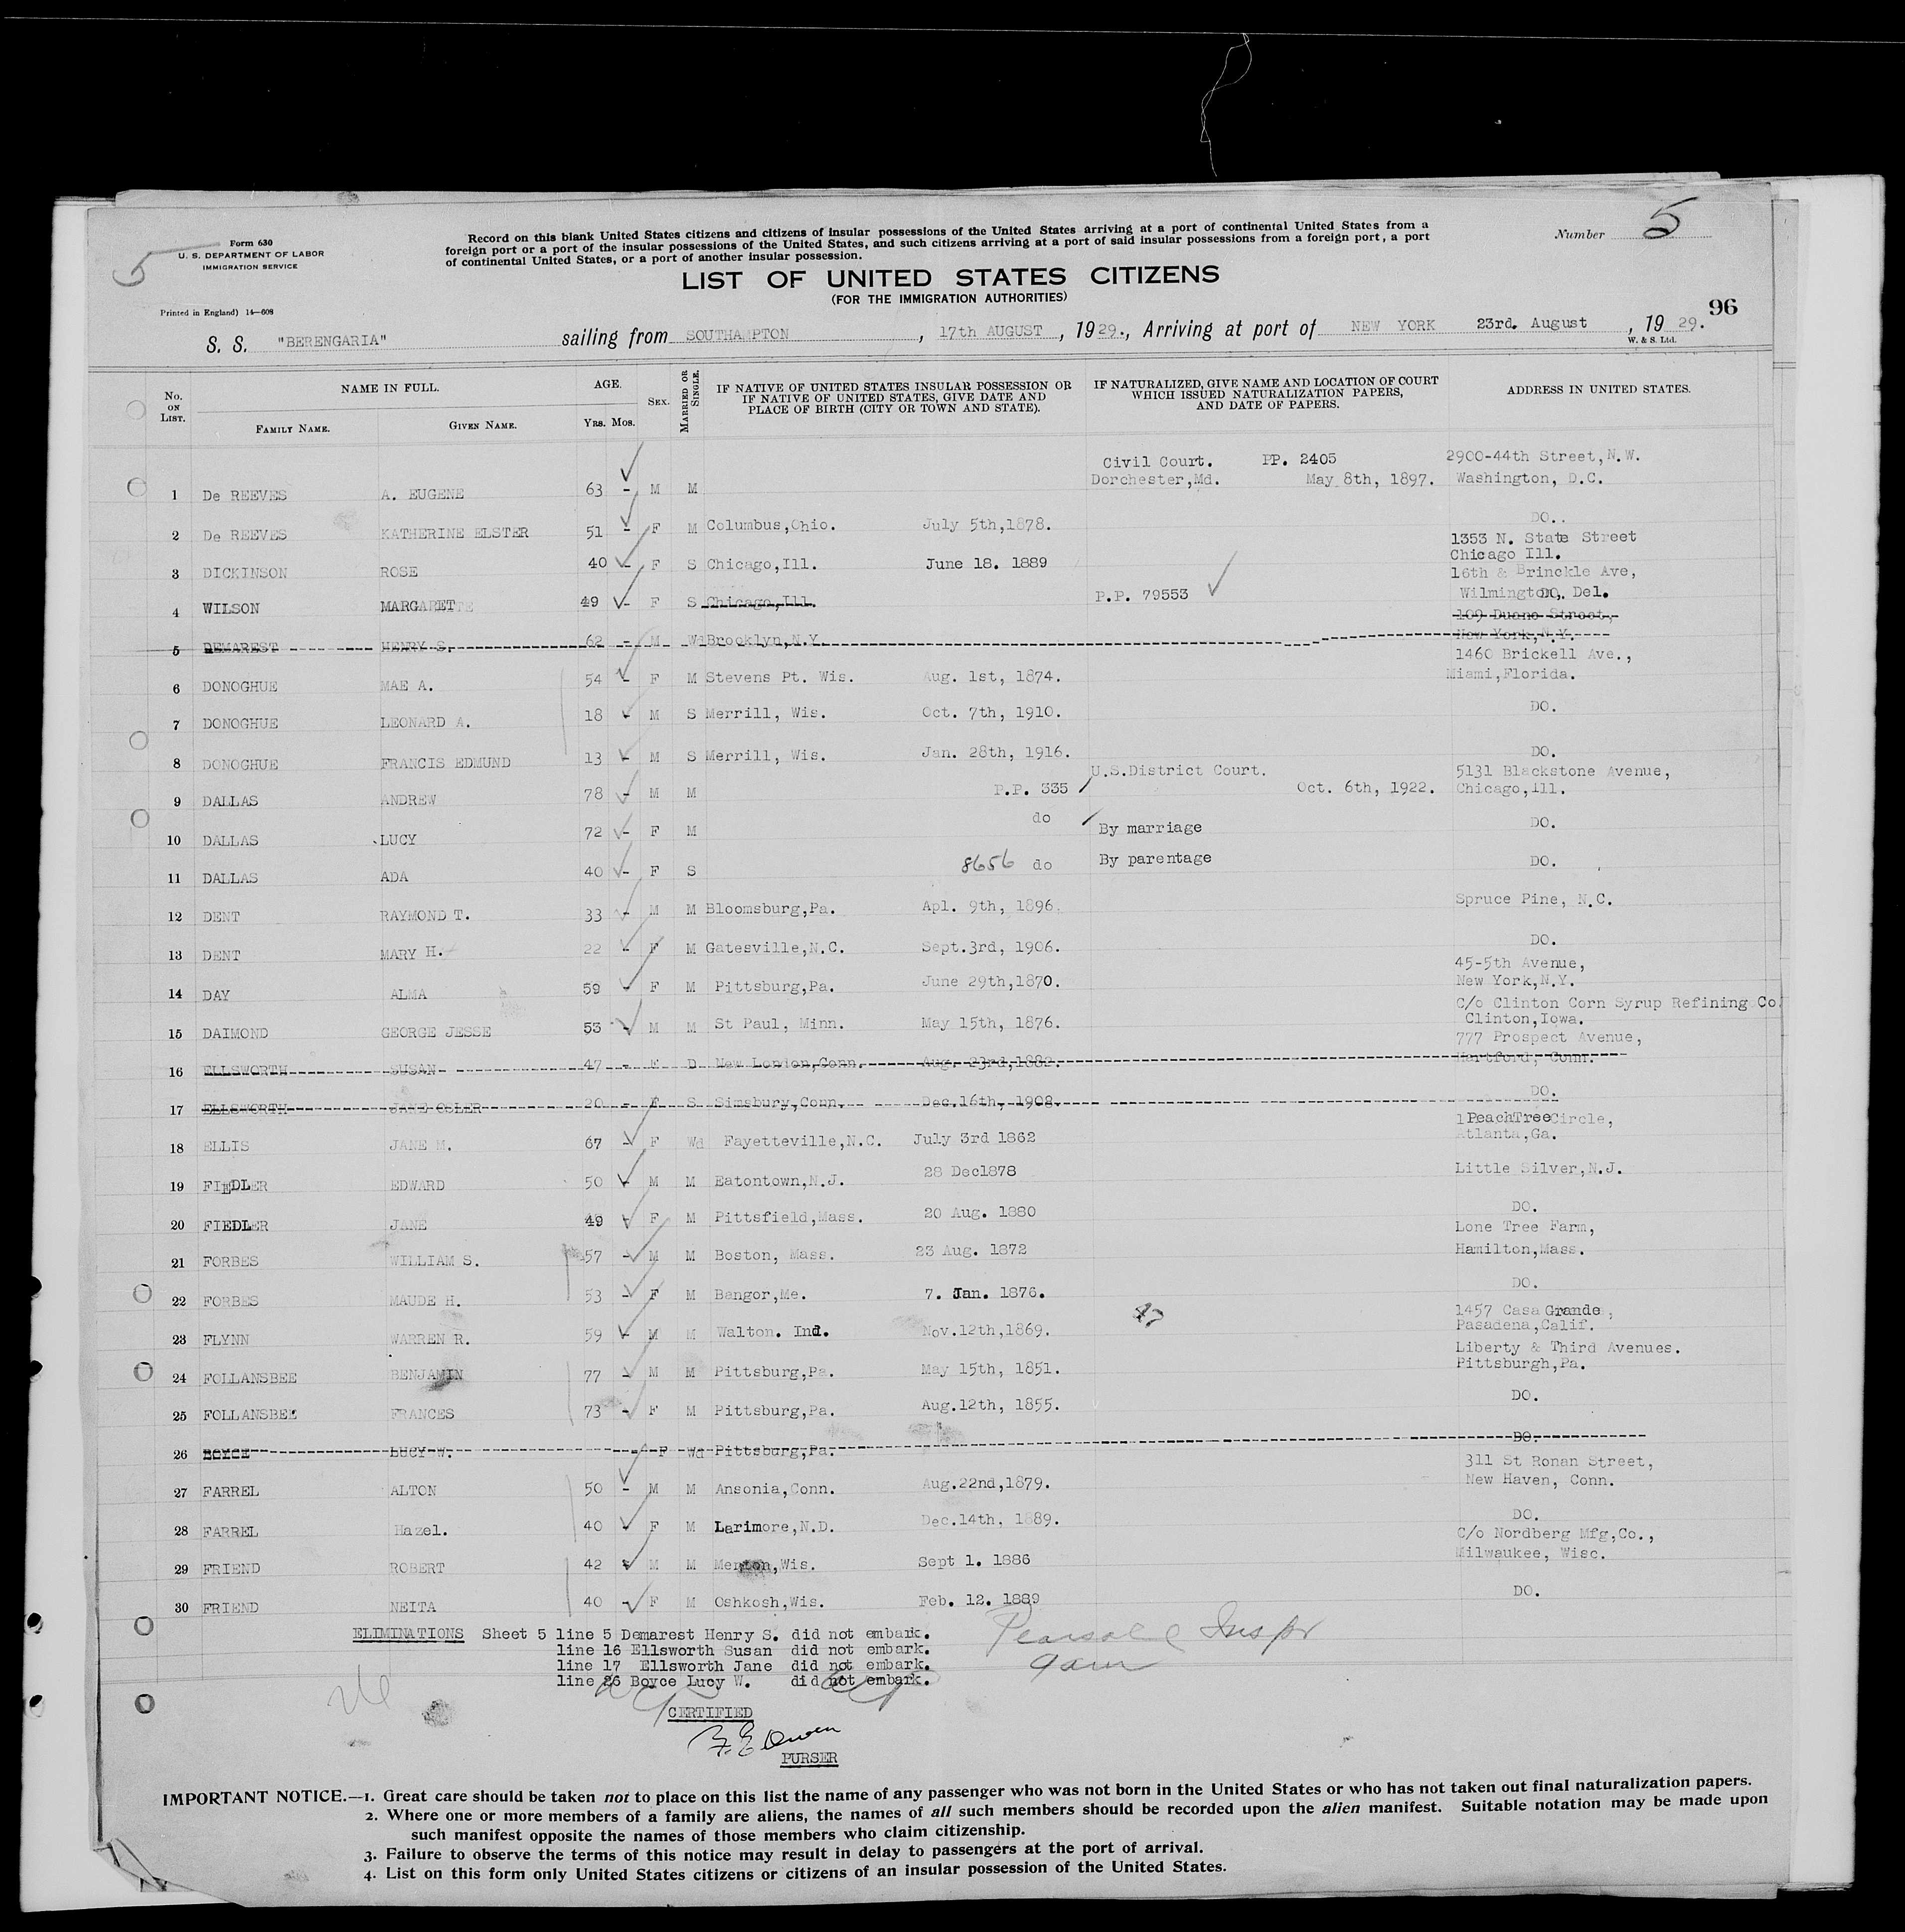 Form 630
U. S. DEPARTMENT OF LABOR
IMMIGRATION SERVICE
5
Record on this blank United States citizens and citizens of insular possessions of the United States arriving at a port of continental United States from a
foreign port or a port of the insular possessions of the United States, and such citizens arriving at a port of said insular possessions from a foreign port, a port
of continental United States, or a port of another insular possession.
Number 5
LIST OF UNITED STATES CITIZENS
(FOR THE IMMIGRATION AUTHORITIES)
Printed in England) 14—608
96
S. S. "BERENGARIA" sailing from SOUTHAMPTON , 17th AUGUST , 1929., Arriving at port of NEW YORK 23rd. August , 19 29.
W. & S. Ltd.
No. ON LIST. NAME IN FULL. FAMILY NAME. GIVEN NAME. AGE. YRS. MOS. SEX. MARRIED OR SINGLE. IF NATIVE OF UNITED STATES INSULAR POSSESSION OR IF NATIVE OF UNITED STATES, GIVE DATE AND PLACE OF BIRTH (CITY OR TOWN AND STATE). IF NATURALIZED, GIVE NAME AND LOCATION OF COURT WHICH ISSUED NATURALIZATION PAPERS, AND DATE OF PAPERS. ADDRESS IN UNITED STATES.
Civil Court. PP. 2405 2900-44th Street,N.W.
1 De REEVES A. EUGENE 63 - M M Dorchester,Md. May 8th, 1897. Washington, D.C.
2 De REEVES KATHERINE ELSTER 51 - F M Columbus,Ohio. July 5th,1878. DO..
1353 N. State Street
3 DICKINSON ROSE 40 - F S Chicago,Ill. June 18. 1889 Chicago Ill.
16th & Brinckle Ave,
4 WILSON MARGARET 49 - F S Chicago,Ill. P.P. 79553 Wilmington, Del.
109 Duane Street,
5 DEMAREST HENRY S. 62 - M Wd Brooklyn,N.Y. New York,N.Y.
1460 Brickell Ave.,
6 DONOGHUE MAE A. 54 - F M Stevens Pt. Wis. Aug. 1st, 1874. Miami,Florida.
7 DONOGHUE LEONARD A. 18 - M S Merrill, Wis. Oct. 7th, 1910. DO.
8 DONOGHUE FRANCIS EDMUND 13 - M S Merrill, Wis. Jan. 28th, 1916. DO.
U.S.District Court. 5131 Blackstone Avenue,
9 DALLAS ANDREW 78 - M M P.P. 335 Oct. 6th, 1922. Chicago,Ill.
10 DALLAS LUCY 72 - F M do By marriage DO.
11 DALLAS ADA 40 - F S 8656 do By parentage DO.
12 DENT RAYMOND T. 33 - M M Bloomsburg,Pa. Apl. 9th, 1896. Spruce Pine, N.C.
13 DENT MARY H. 22 - F M Gatesville,N.C. Sept.3rd, 1906. DO.
45-5th Avenue,
14 DAY ALMA 59 - F M Pittsburg,Pa. June 29th,1870. New York,N.Y.
C/o Clinton Corn Syrup Refining Co.
15 DAIMOND GEORGE JESSE 53 - M M St Paul, Minn. May 15th, 1876. Clinton,Iowa.
777 Prospect Avenue,
16 ELLSWORTH SUSAN 47 - F D New London,Conn. Aug. 23rd,1882. Hartford, Conn.
17 ELLSWORTH JANE OSLER 20 - F S Simsbury,Conn. Dec.16th, 1908. DO.
1 PeachTree Circle,
18 ELLIS JANE M. 67 - F Wd Fayetteville,N.C. July 3rd 1862 Atlanta,Ga.
19 FIEDLER EDWARD 50 - M M Eatontown,N.J. 28 Dec1878 Little Silver,N.J.
20 FIEDLER JANE 49 - F M Pittsfield,Mass. 20 Aug. 1880 DO.
Lone Tree Farm,
21 FORBES WILLIAM S. 57 - M M Boston, Mass. 23 Aug. 1872 Hamilton,Mass.
22 FORBES MAUDE H. 53 - F M Bangor,Me. 7. Jan. 1876. DO.
1457 Casa Grande,
23 FLYNN WARREN R. 59 - M M Walton. Ind. Nov.12th,1869. Pasadena,Calif.
Liberty & Third Avenues.
24 FOLLANSBEE BENJAMIN 77 - M M Pittsburg,Pa. May 15th, 1851. Pittsburgh,Pa.
25 FOLLANSBEE FRANCES 73 - F M Pittsburg,Pa. Aug.12th, 1855. DO.
26 BOYCE LUCY W. - F Wd Pittsburg,Pa. DO.
311 St Ronan Street,
27 FARREL ALTON 50 - M M Ansonia,Conn. Aug.22nd,1879. New Haven, Conn.
28 FARREL Hazel. 40 - F M Larimore,N.D. Dec.14th, 1889. DO.
C/o Nordberg Mfg,Co.,
29 FRIEND ROBERT 42 - M M Wis. Sept 1. 1886 Milwaukee, Wisc.
30 FRIEND NEITA 40 - F M Oshkosh,Wis. Feb. 12. 1889 DO.
ELIMINATIONS Sheet 5 line 5 Demarest Henry S. did not embark.
line 16 Ellsworth Susan did not embark.
line 17 Ellsworth Jane did not embark.
line 26 Boyce Lucy W. did not embark.
26
CERTIFIED
PURSER
IMPORTANT NOTICE.—1. Great care should be taken not to place on this list the name of any passenger who was not born in the United States or who has not taken out final naturalization papers.
2. Where one or more members of a family are aliens, the names of all such members should be recorded upon the alien manifest. Suitable notation may be made upon
such manifest opposite the names of those members who claim citizenship.
3. Failure to observe the terms of this notice may result in delay to passengers at the port of arrival.
4. List on this form only United States citizens or citizens of an insular possession of the United States.